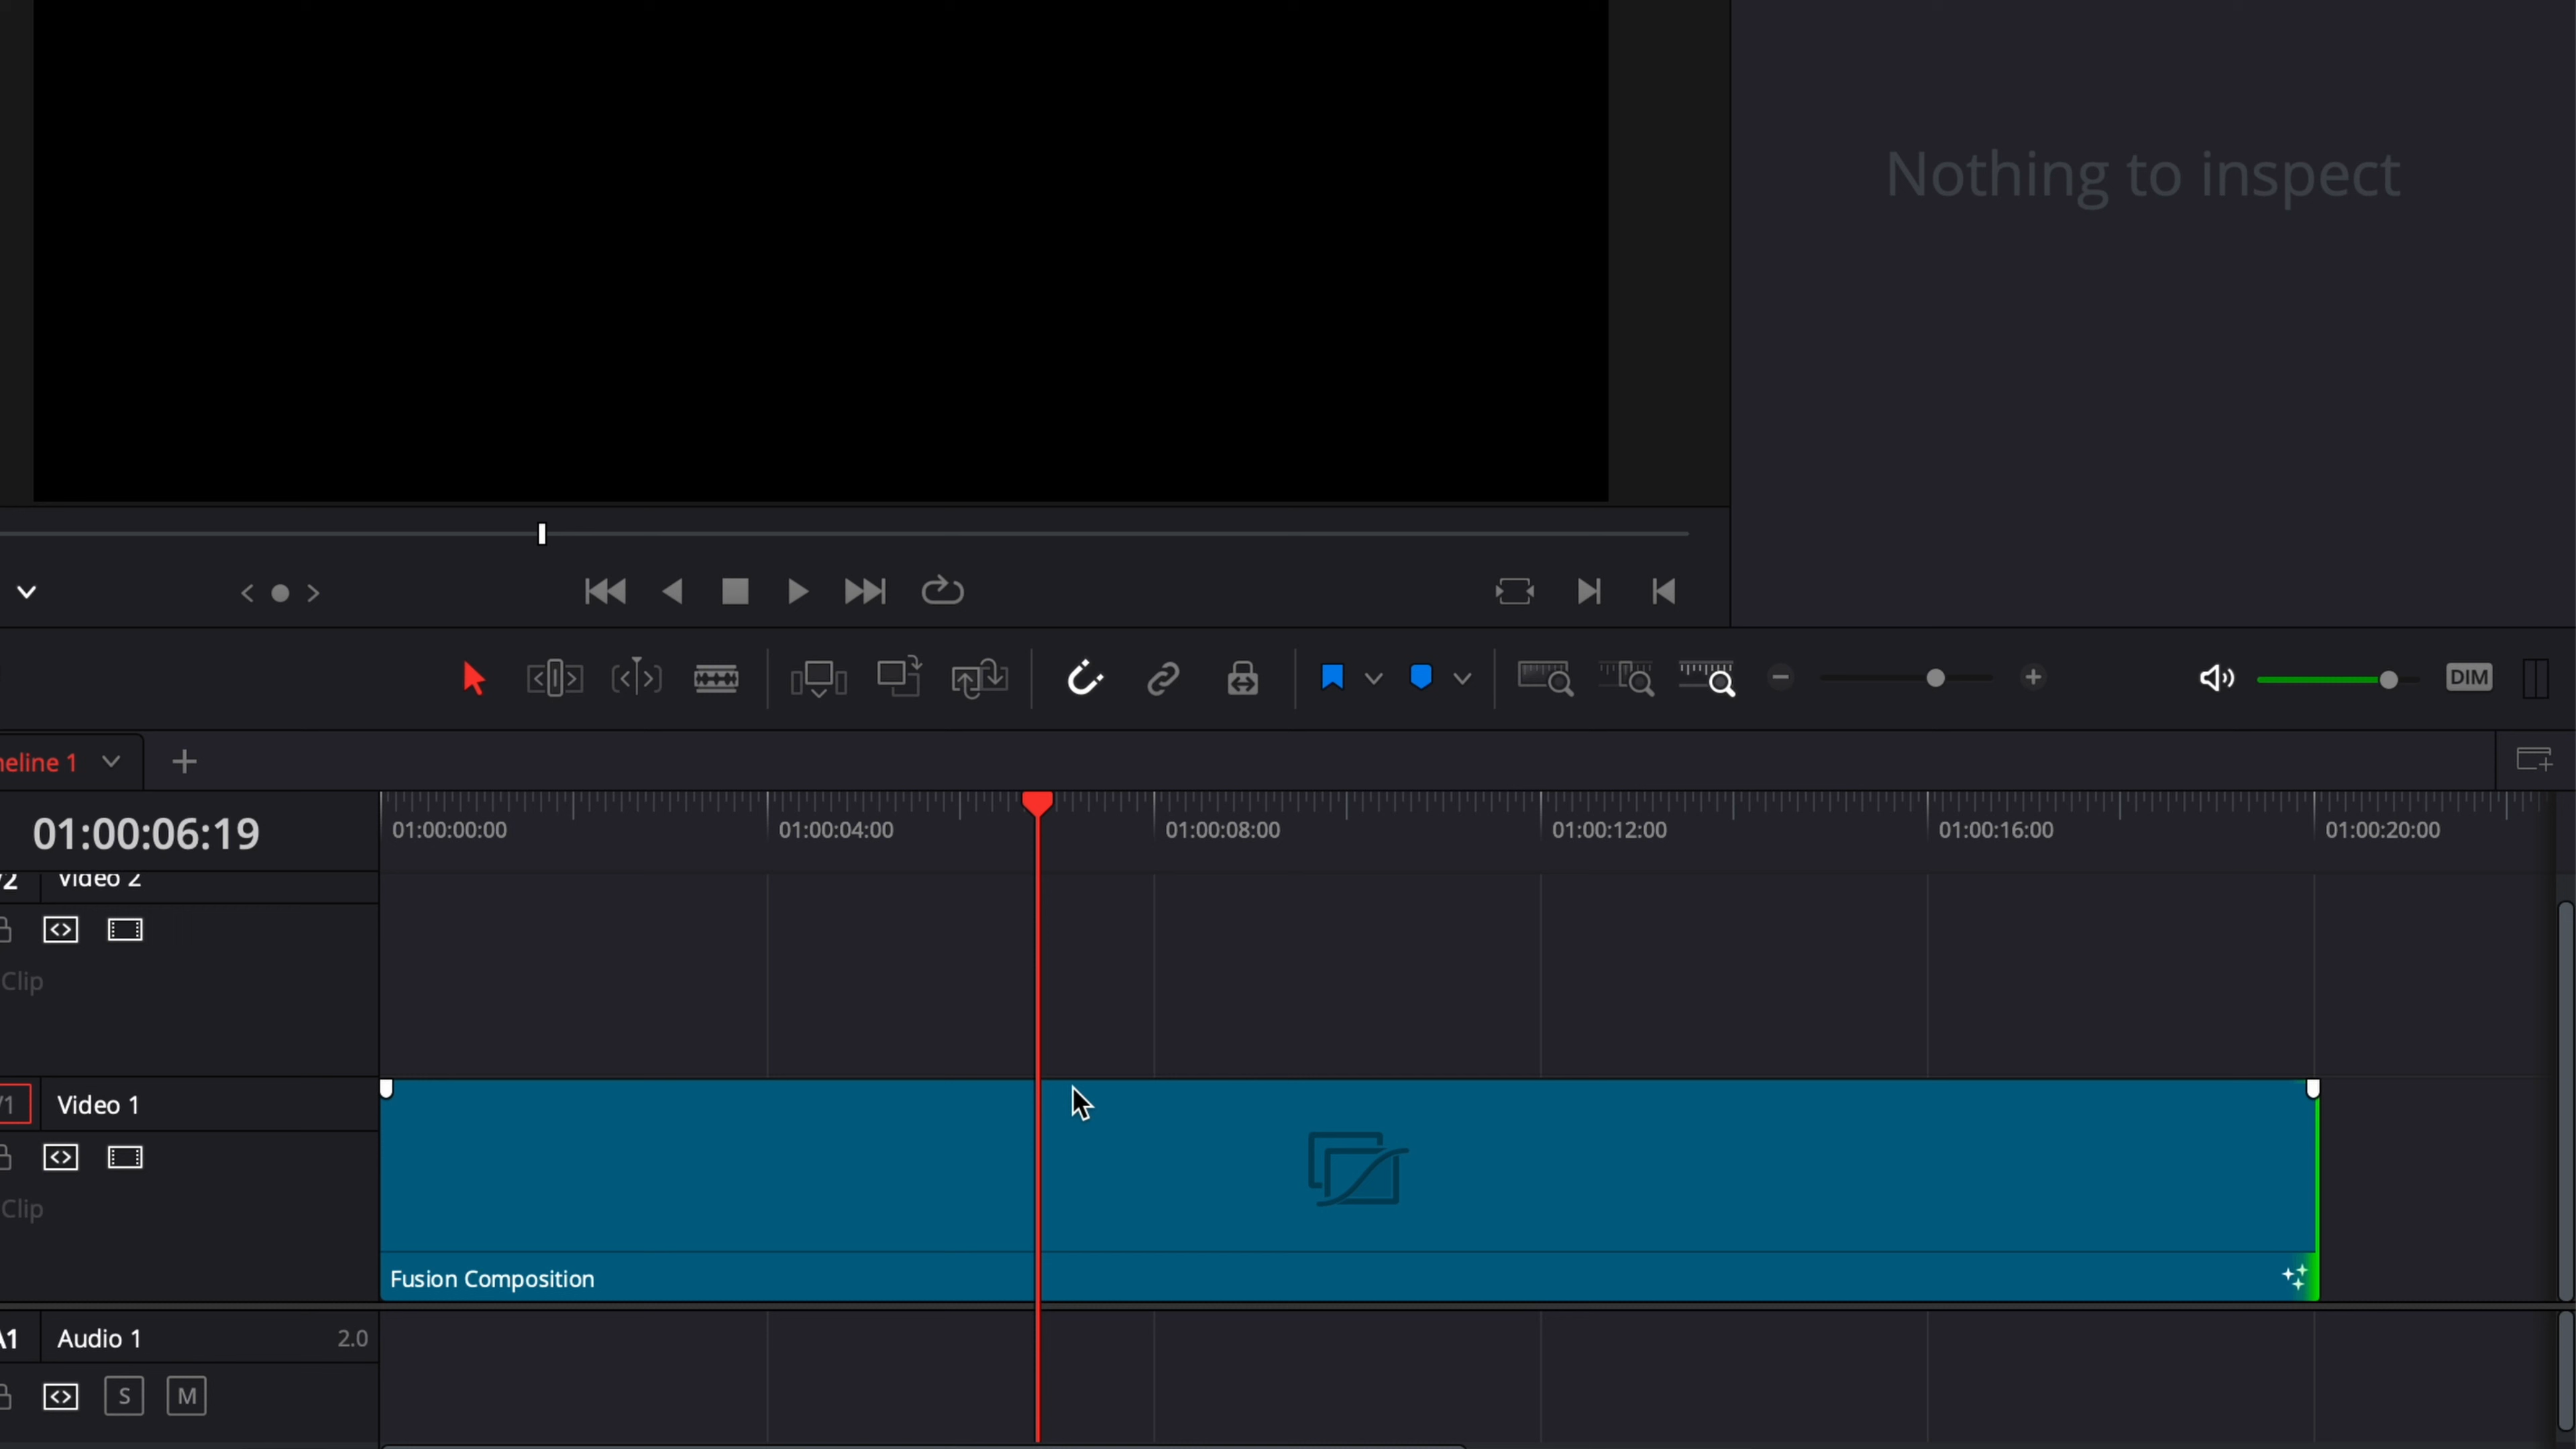 Nothing to inspect
DIM
meline 1
01:00:06:19
01:00:00:00
01:00:04:00
01:00:08:00
01:00:12:00
01:00:16:00
01:00:20:00
Video 2
Clip
Video 1
Clip
Fusion Composition
A1
Audio 1
2.0
S
M